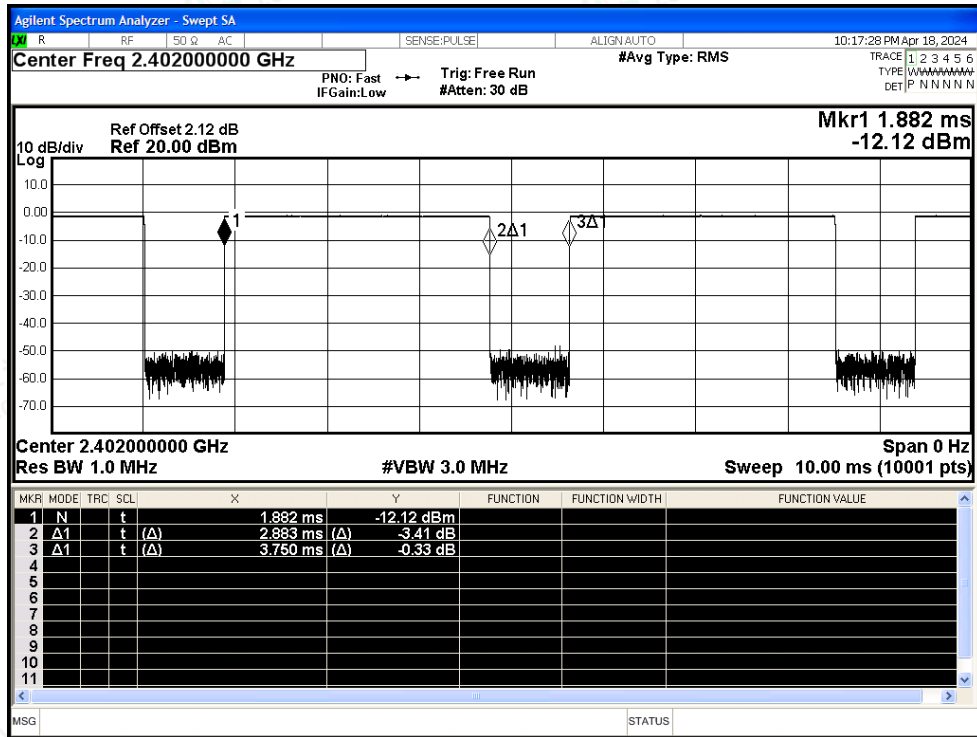 Agilent Spectrum Analyzer - Swept SA
LXI R RF 50 Ω AC SENSE:PULSE ALIGN AUTO 10:17:28 PM Apr 18, 2024
Center Freq 2.402000000 GHz
PNO: Fast
IFGain:Low
Trig: Free Run
#Atten: 30 dB
#Avg Type: RMS
TRACE 1 2 3 4 5 6
TYPE
DET P N N N N N
Mkr1 1.882 ms
-12.12 dBm
Ref Offset 2.12 dB
10 dB/div Ref 20.00 dBm
Log
10.0
0.00
-10.0
-20.0
-30.0
-40.0
-50.0
-60.0
-70.0
1
2Δ1
3Δ1
Center 2.402000000 GHz Span 0 Hz
Res BW 1.0 MHz #VBW 3.0 MHz Sweep 10.00 ms (10001 pts)
MKR MODE TRC SCL X Y FUNCTION FUNCTION WIDTH FUNCTION VALUE
1 N t 1.882 ms -12.12 dBm
2 Δ1 t (Δ) 2.883 ms (Δ) -3.41 dB
3 Δ1 t (Δ) 3.750 ms (Δ) -0.33 dB
4
5
6
7
8
9
10
11
MSG STATUS